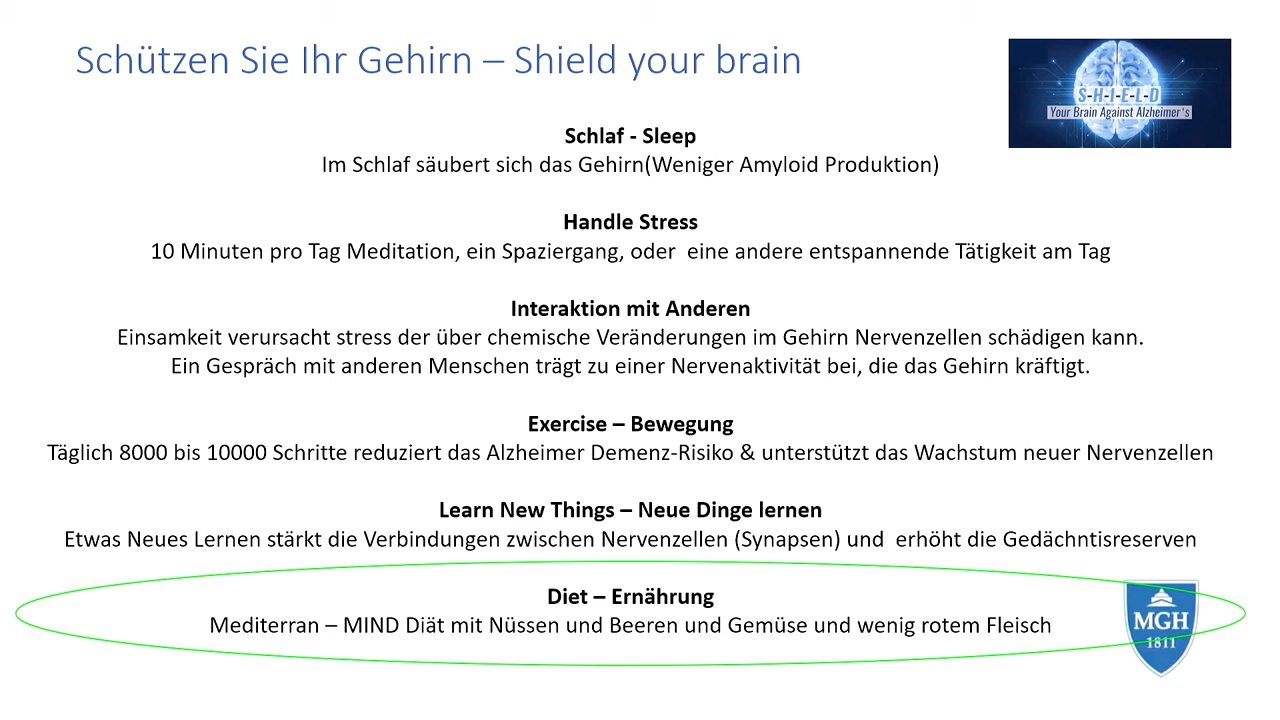 Schützen Sie Ihr Gehirn – Shield your brain
S-H-I-E-L-D
Your Brain Against Alzheimer's
Schlaf - Sleep
Im Schlaf säubert sich das Gehirn(Weniger Amyloid Produktion)
Handle Stress
10 Minuten pro Tag Meditation, ein Spaziergang, oder  eine andere entspannende Tätigkeit am Tag
Interaktion mit Anderen
Einsamkeit verursacht stress der über chemische Veränderungen im Gehirn Nervenzellen schädigen kann.
Ein Gespräch mit anderen Menschen trägt zu einer Nervenaktivität bei, die das Gehirn kräftigt.
Exercise – Bewegung
Täglich 8000 bis 10000 Schritte reduziert das Alzheimer Demenz-Risiko & unterstützt das Wachstum neuer Nervenzellen
Learn New Things – Neue Dinge lernen
Etwas Neues Lernen stärkt die Verbindungen zwischen Nervenzellen (Synapsen) und  erhöht die Gedächntisreserven
Diet – Ernährung
Mediterran – MIND Diät mit Nüssen und Beeren und Gemüse und wenig rotem Fleisch
MGH
1811